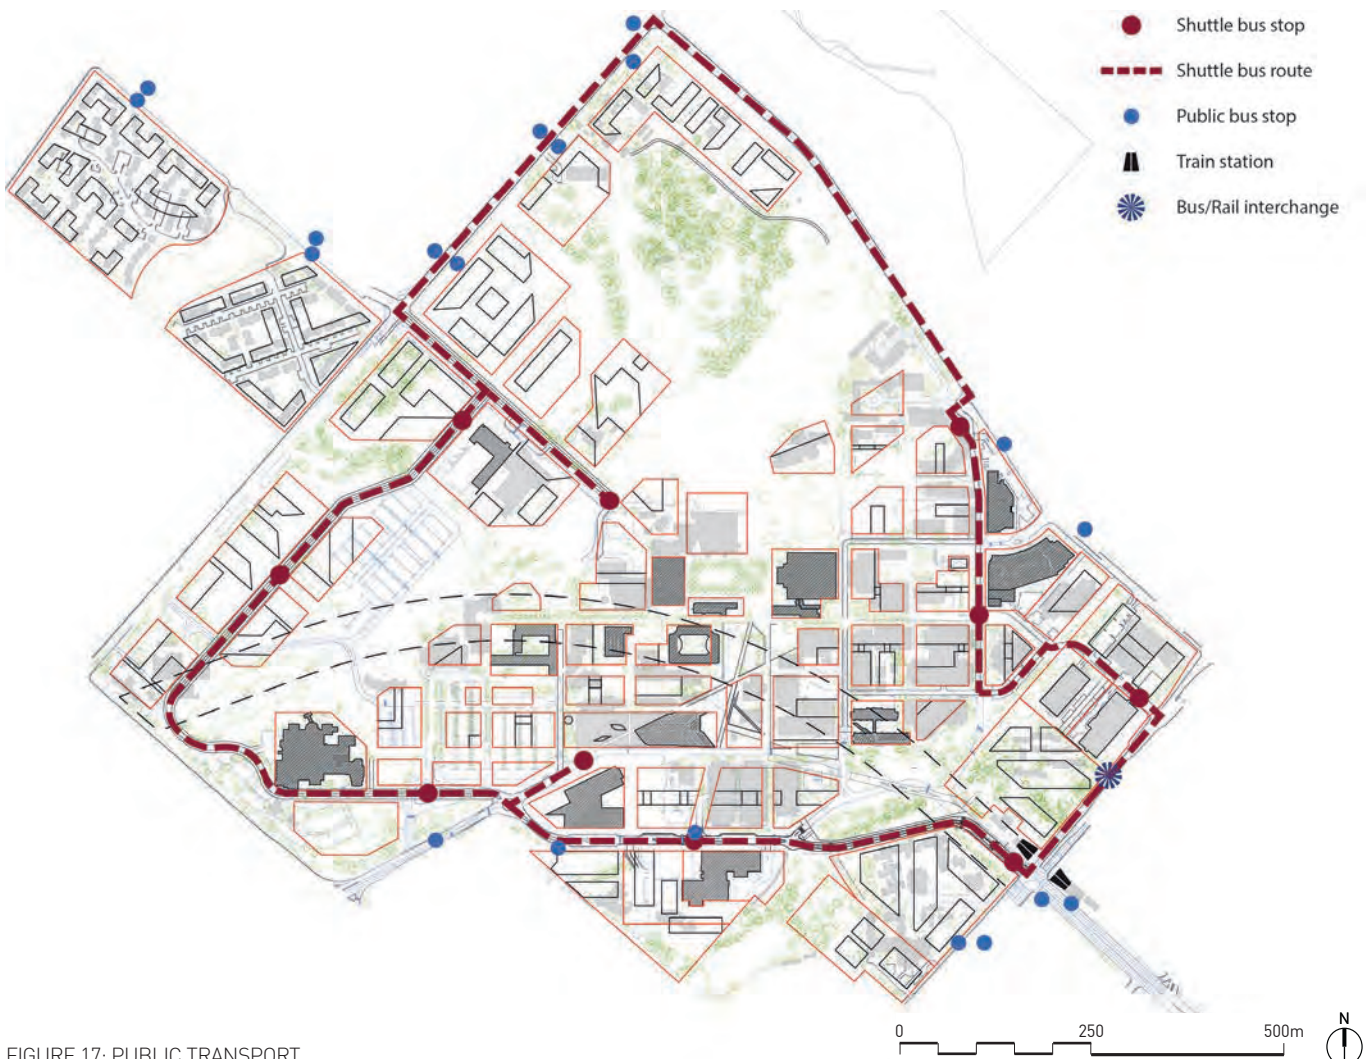 Shuttle bus stop
Shuttle bus route
Public bus stop
Train station
Bus/Rail interchange
0 250 500m
N
FIGURE 17: PUBLIC TRANSPORT